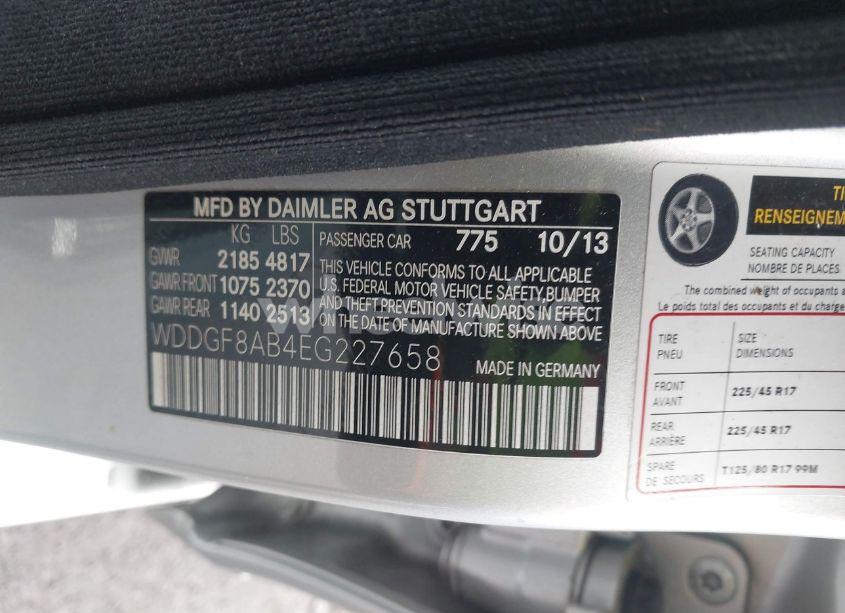 MFD BY DAIMLER AG STUTTGART
KG LBS
GVWR 2185 4817
GAWR FRONT 1075 2370
GAWR REAR 1140 2513
PASSENGER CAR 775 10/13
THIS VEHICLE CONFORMS TO ALL APPLICABLE
U.S. FEDERAL MOTOR VEHICLE SAFETY,BUMPER
AND THEFT PREVENTION STANDARDS IN EFFECT
ON THE DATE OF MANUFACTURE SHOWN ABOVE
WDDGF8AB4EG227658
MADE IN GERMANY
RENSEIGNEM
SEATING CAPACITY
NOMBRE DE PLACES
The combined weight of occupants a
Le poids total des occupants et du charge
TIRE
PNEU
SIZE
DIMENSIONS
FRONT
AVANT
225/45 R17
REAR
ARRIÈRE
225/45 R17
SPARE
DE SECOURS
T125/80 R17 99M